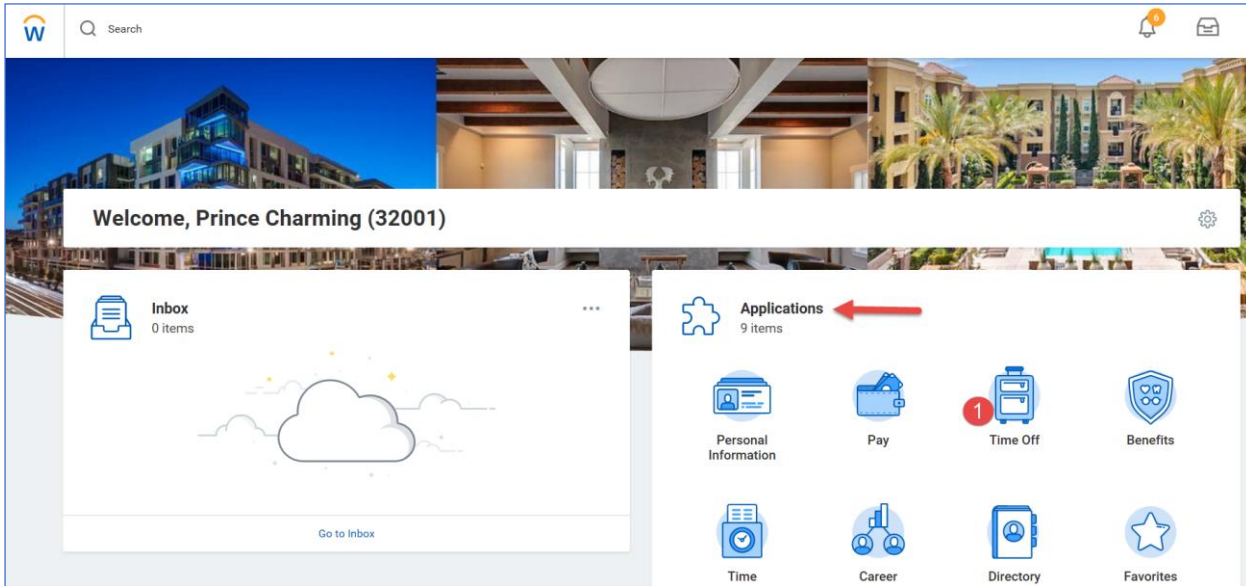 W
Search
6
Welcome, Prince Charming (32001)
Inbox
0 items
Go to Inbox
Applications
9 items
Personal
Information
Pay
1
Time Off
Benefits
Time
Career
Directory
Favorites